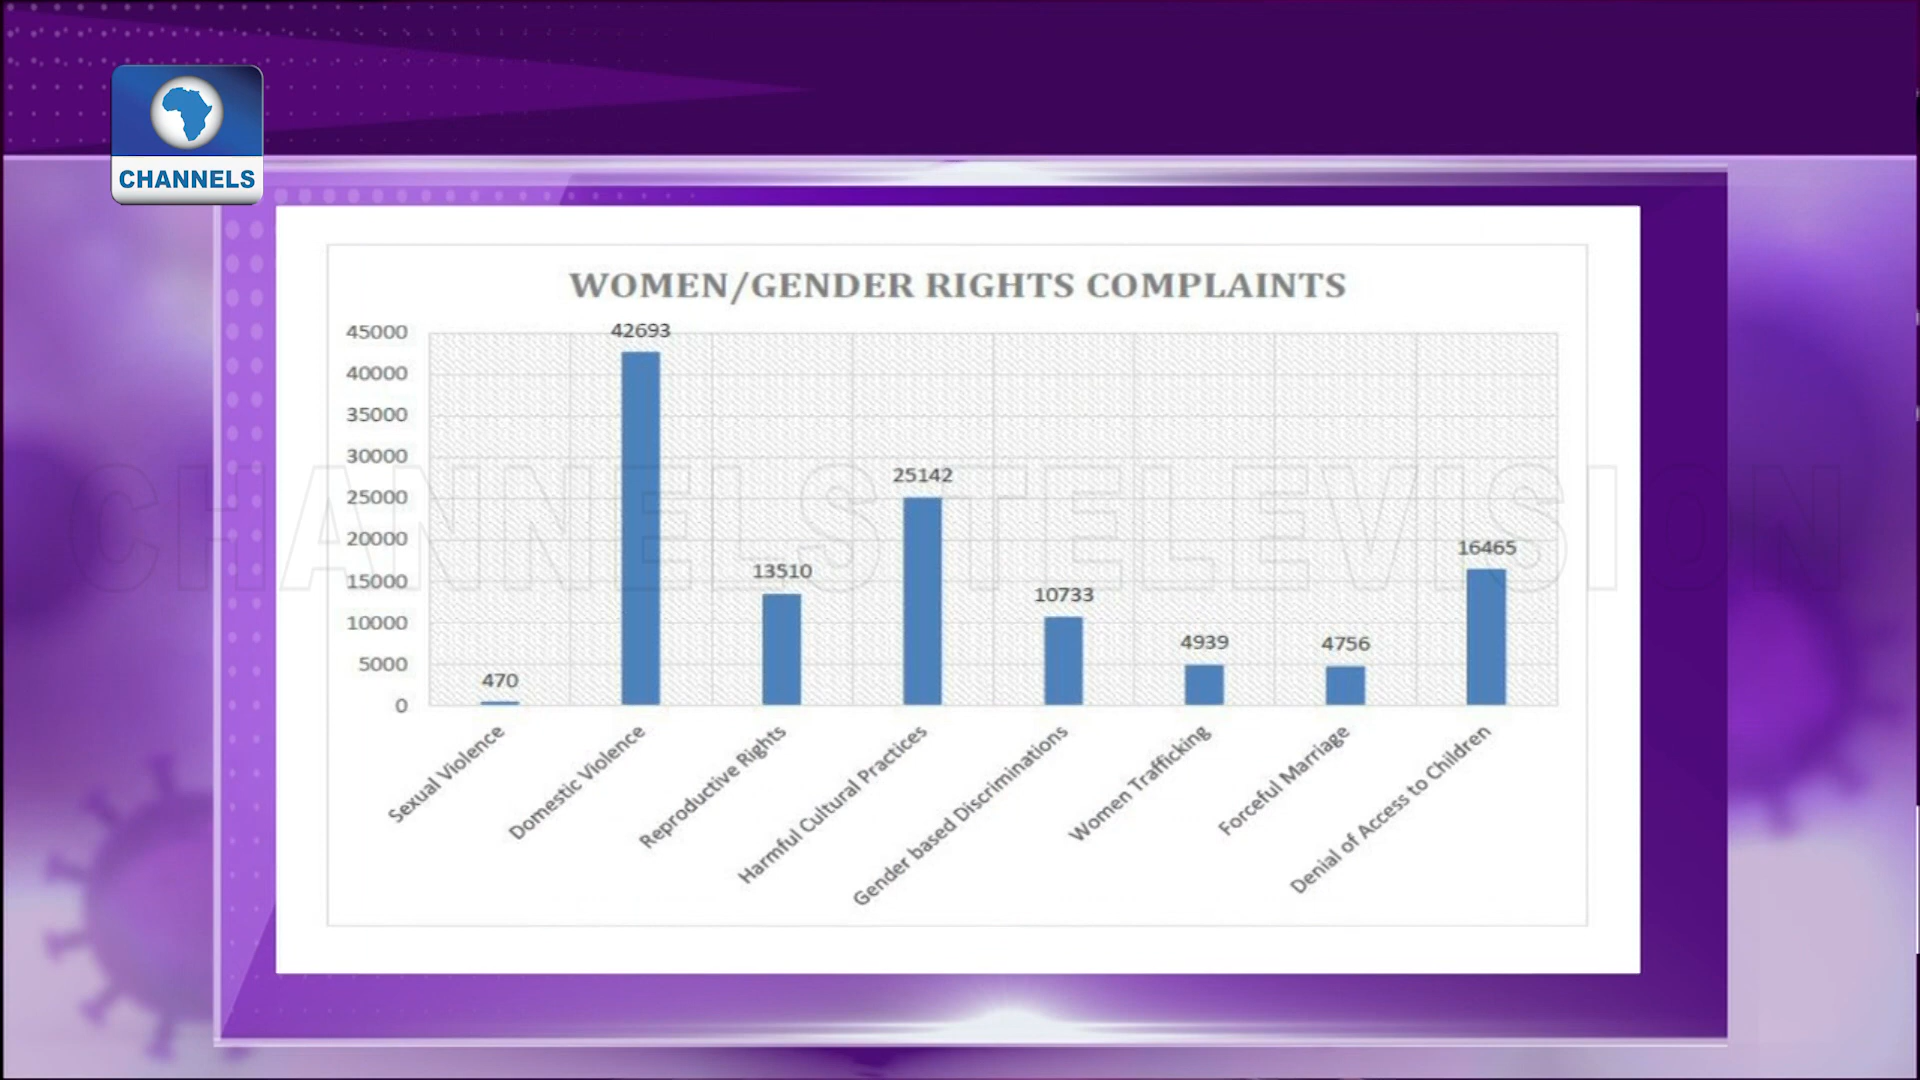 CHANNELS
WOMEN/GENDER RIGHTS COMPLAINTS
45000
40000
35000
30000
25000
20000
15000
10000
5000
0
470
42693
13510
25142
10733
4939
4756
16465
Sexual Violence
Domestic Violence
Reproductive Rights
Harmful Cultural Practices
Gender based Discriminations
Women Trafficking
Forceful Marriage
Denial of Access to Children
CHANNELS TELEVISION